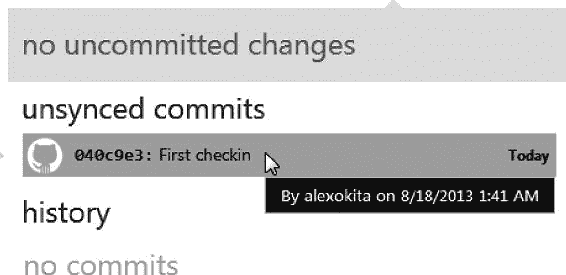 no uncommitted changes
unsynced commits
040c9e3: First checkin Today
By alexokita on 8/18/2013 1:41 AM
history
no commits